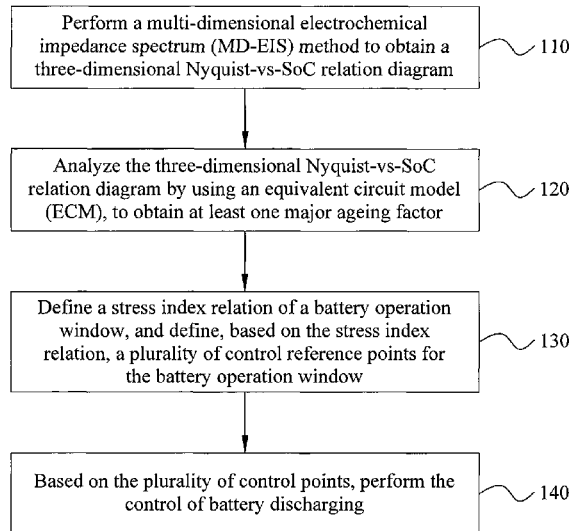 Perform a multi-dimensional electrochemical
impedance spectrum (MD-EIS) method to obtain a
three-dimensional Nyquist-vs-SoC relation diagram
110
Analyze the three-dimensional Nyquist-vs-SoC
relation diagram by using an equivalent circuit model
(ECM), to obtain at least one major ageing factor
120
Define a stress index relation of a battery operation
window, and define, based on the stress index
relation, a plurality of control reference points for
the battery operation window
130
Based on the plurality of control points, perform the
control of battery discharging
140